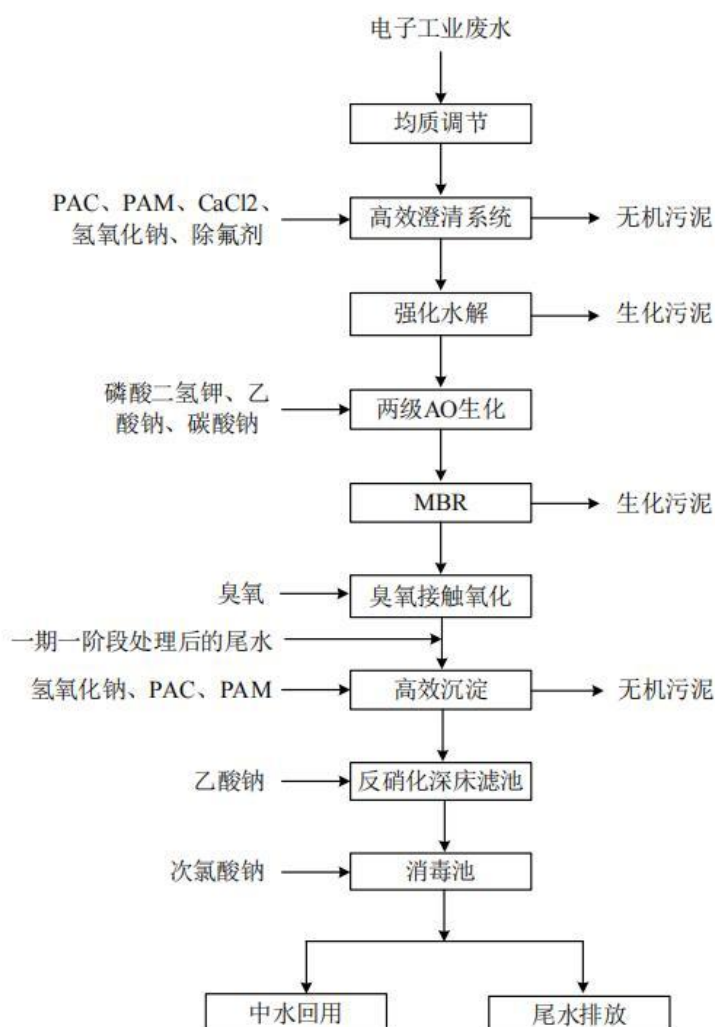 电子工业废水
均质调节
PAC、PAM、CaCl2、
氢氧化钠、除氟剂
高效澄清系统
无机污泥
强化水解
生化污泥
磷酸二氢钾、乙
酸钠、碳酸钠
两级AO生化
MBR
生化污泥
臭氧
臭氧接触氧化
一期一阶段处理后的尾水
氢氧化钠、PAC、PAM
高效沉淀
无机污泥
乙酸钠
反硝化深床滤池
次氯酸钠
消毒池
中水回用
尾水排放